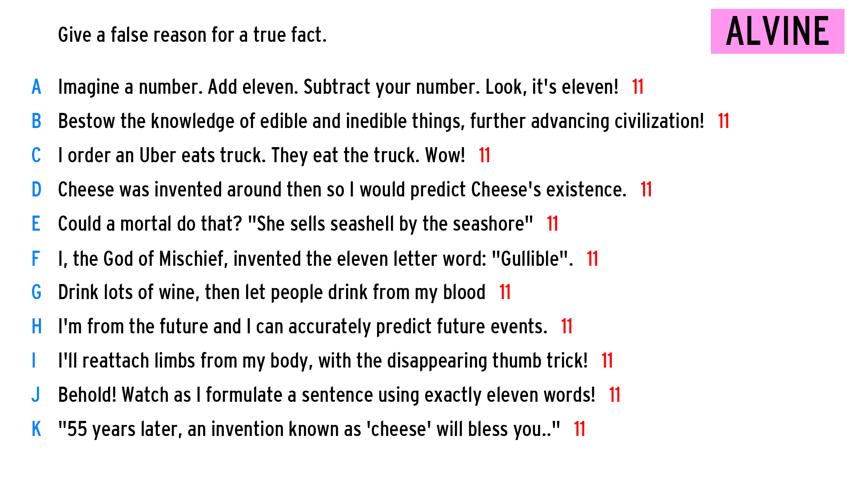 Give a false reason for a true fact.
ALVINE
A Imagine a number. Add eleven. Subtract your number. Look, it's eleven! 11
B Bestow the knowledge of edible and inedible things, further advancing civilization! 11
C I order an Uber eats truck. They eat the truck. Wow! 11
D Cheese was invented around then so I would predict Cheese's existence. 11
E Could a mortal do that? "She sells seashell by the seashore" 11
F I, the God of Mischief, invented the eleven letter word: "Gullible". 11
G Drink lots of wine, then let people drink from my blood 11
H I'm from the future and I can accurately predict future events. 11
I I'll reattach limbs from my body, with the disappearing thumb trick! 11
J Behold! Watch as I formulate a sentence using exactly eleven words! 11
K "55 years later, an invention known as 'cheese' will bless you.." 11